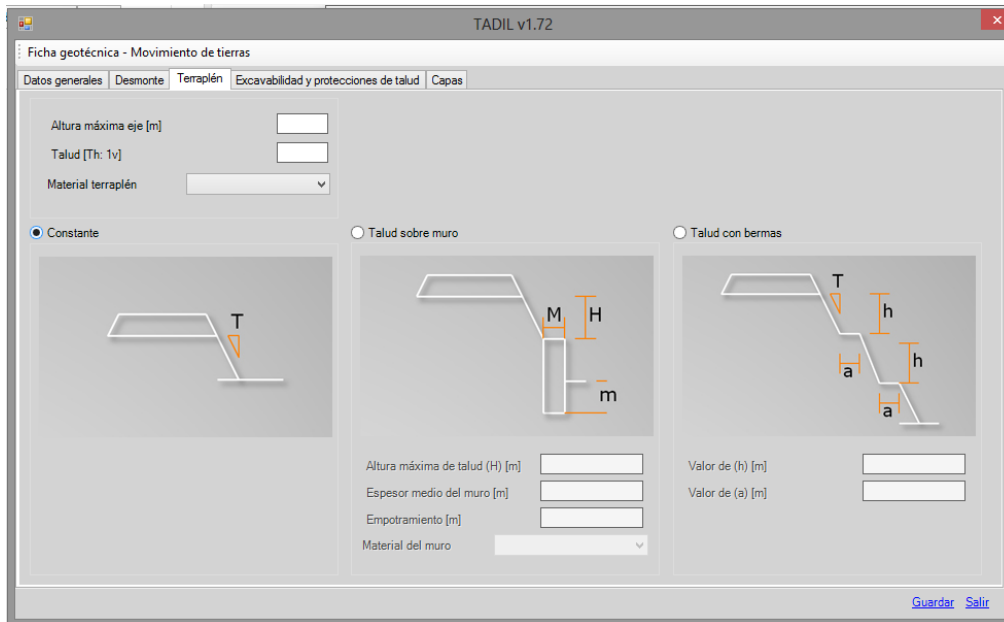 TADIL v1.72
Ficha geotécnica - Movimiento de tierras
Datos generales Desmonte Terraplén Excavabilidad y protecciones de talud Capas
Altura máxima eje [m]
Talud [Th: 1v]
Material terraplén
Constante
T
Talud sobre muro
M H
m
Altura máxima de talud (H) [m]
Espesor medio del muro [m]
Empotramiento [m]
Material del muro
Talud con bermas
T
h
h
a
a
Valor de (h) [m]
Valor de (a) [m]
Guardar Salir